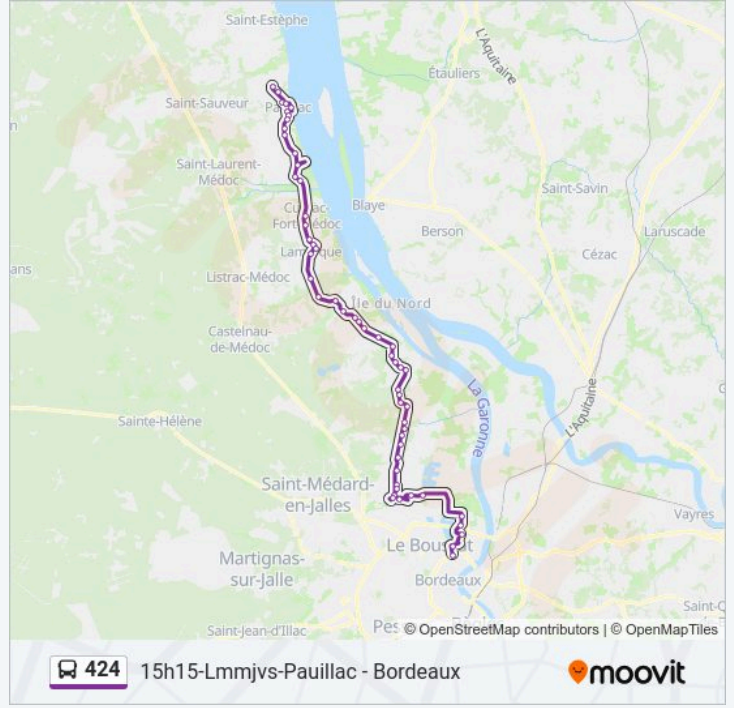 Saint-Estèphe
L'Aquitaine
Étauliers
Saint-Sauveur
Saint-Laurent-
Médoc
Saint-Savin
Blaye
Berson
Laruscade
Cézac
ans
Listrac-Médoc
Île du Nord
Castelnau-
de-Médoc
La Garonne
L'Aquitaine
Sainte-Hélène
Saint-Médard-
en-Jalles
Vayres
Martignas-
sur-Jalle
Bordeaux
Saint-Jean-d'Illac
© OpenStreetMap contributors | © OpenMapTiles
424 15h15-Lmmjvs-Pauillac - Bordeaux
moovit